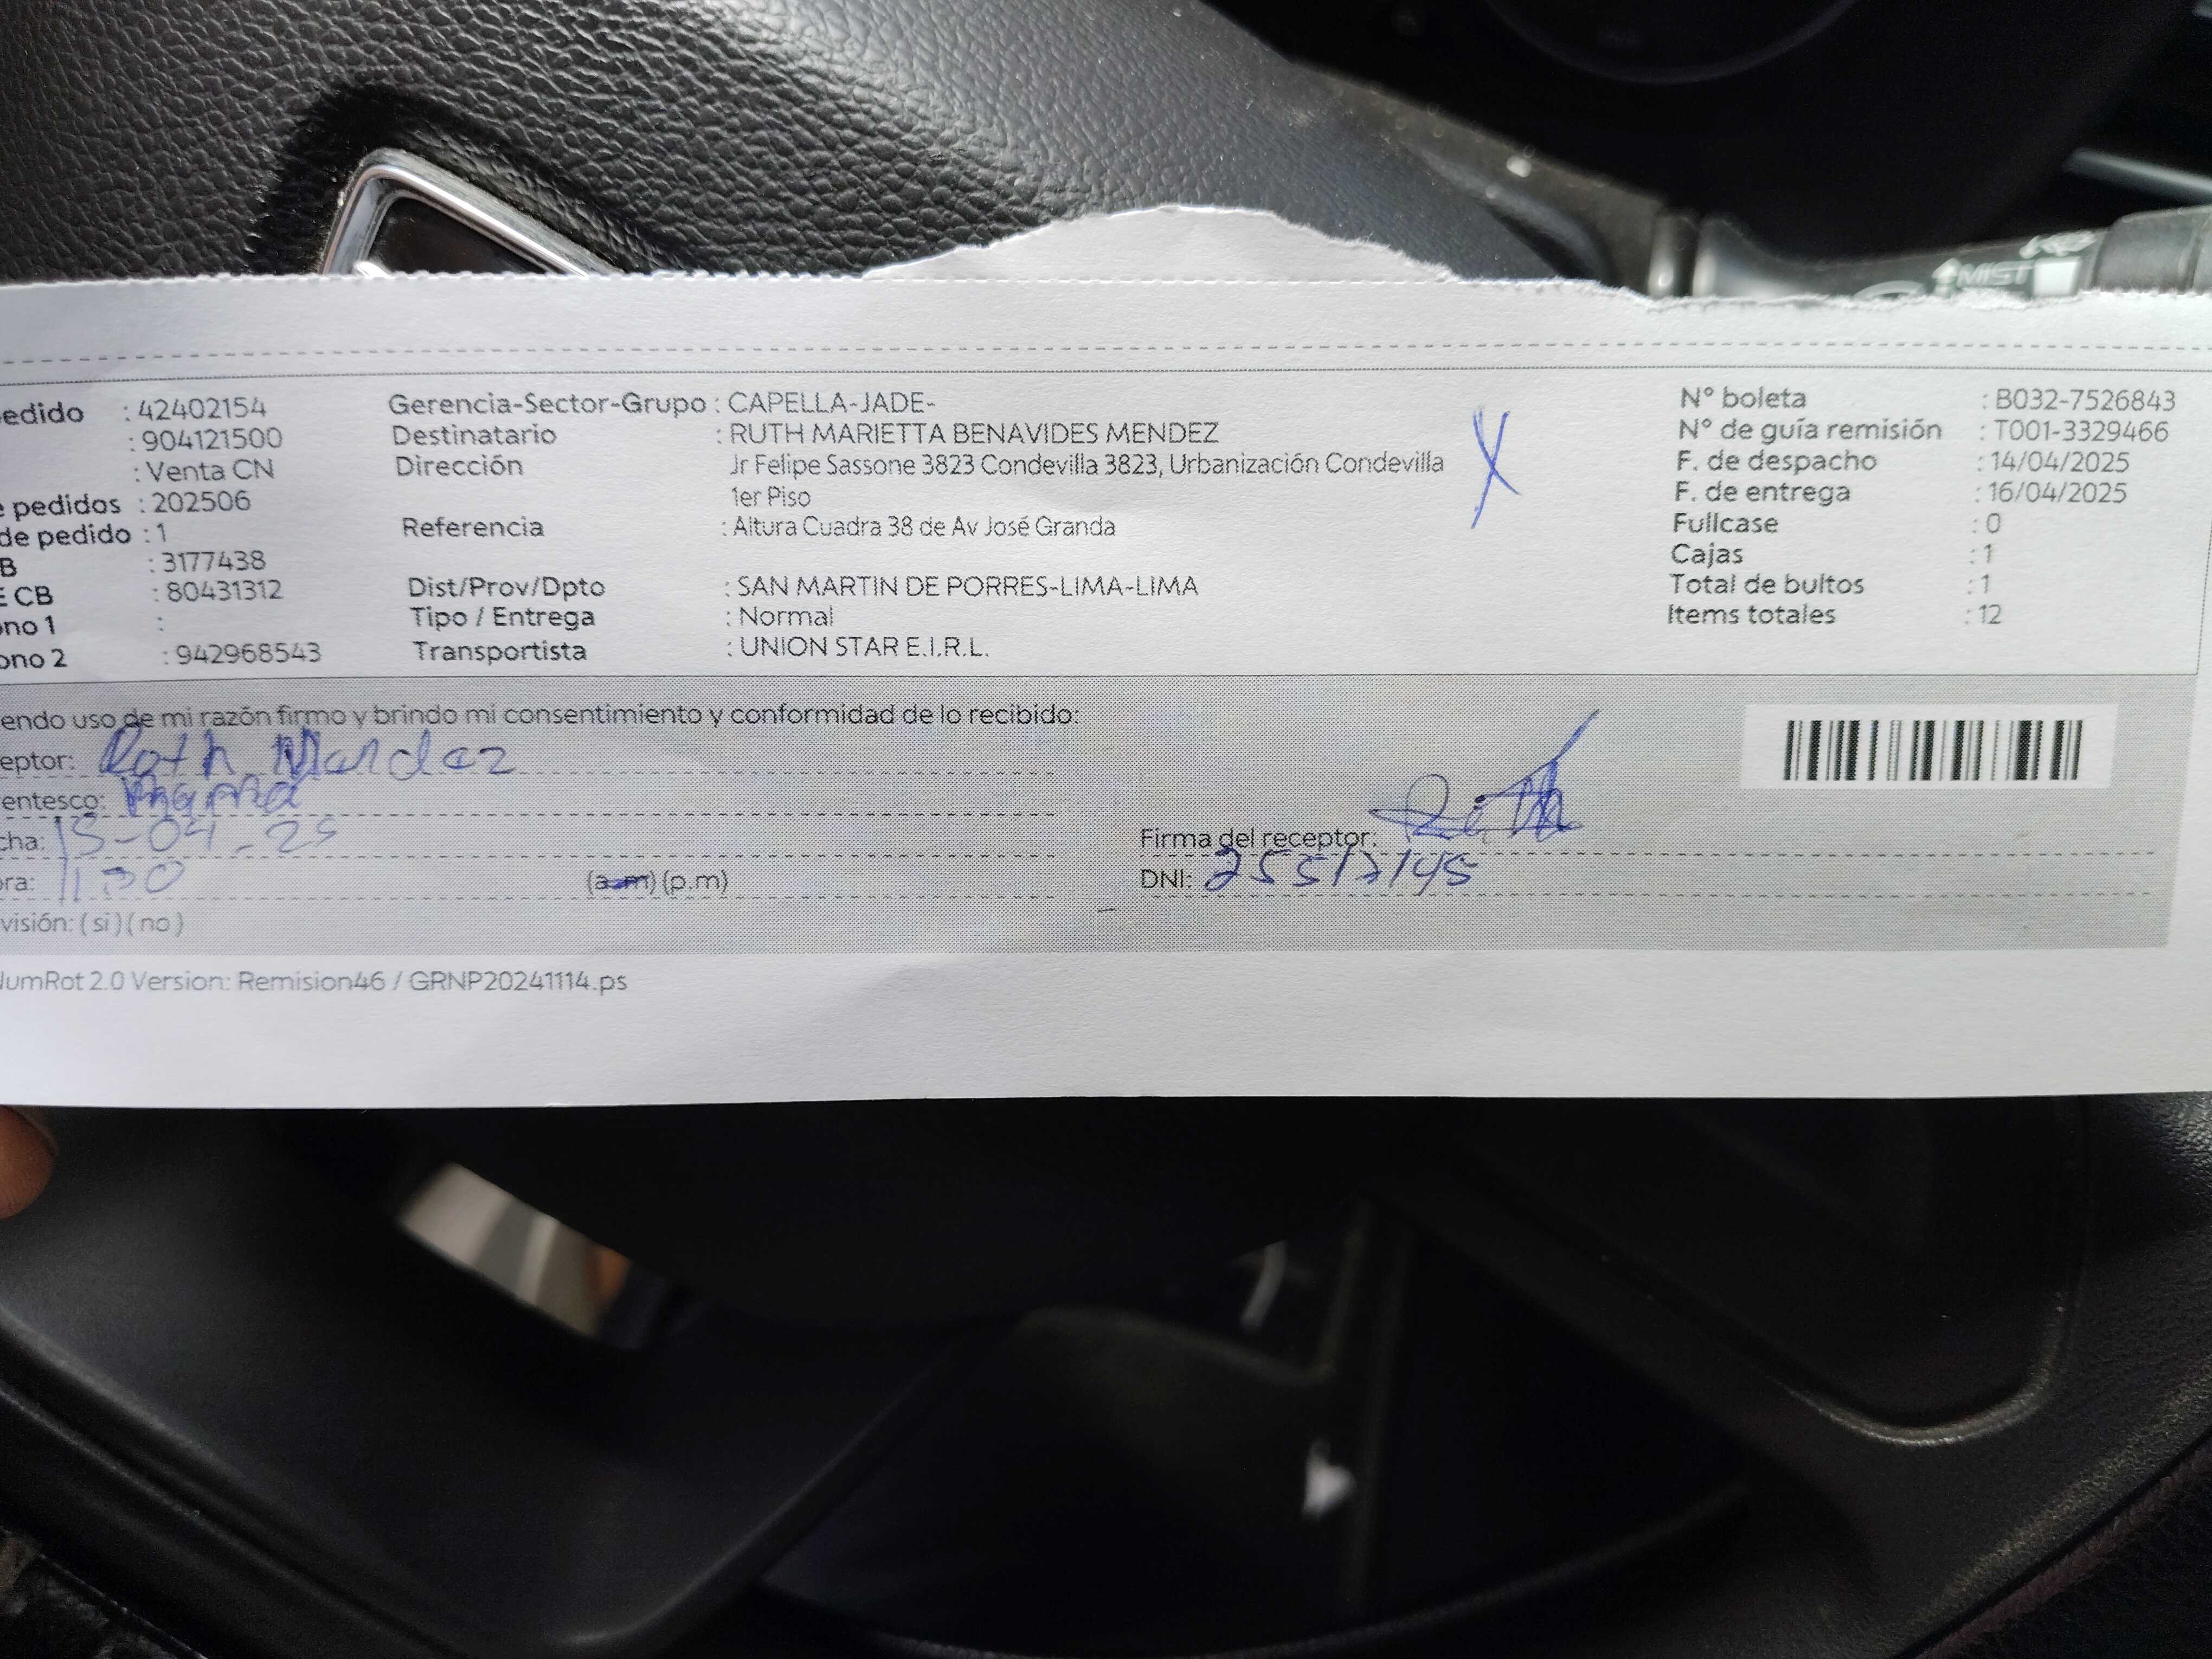 edido : 42402154
: 904121500
: Venta CN
e pedidos : 202506
de pedido : 1
B : 3177438
E CB : 80431312
ono 1 :
ono 2 : 942968543
Gerencia-Sector-Grupo : CAPELLA-JADE-
Destinatario : RUTH MARIETTA BENAVIDES MENDEZ
Dirección Jr Felipe Sassone 3823 Condevilla 3823, Urbanización Condevilla
1er Piso
Referencia : Altura Cuadra 38 de Av José Granda
Dist/Prov/Dpto : SAN MARTIN DE PORRES-LIMA-LIMA
Tipo / Entrega : Normal
Transportista : UNION STAR E.I.R.L.
X
N° boleta : B032-7526843
N° de guía remisión : T001-3329466
F. de despacho : 14/04/2025
F. de entrega : 16/04/2025
Fullcase : 0
Cajas : 1
Total de bultos : 1
Items totales : 12
endo uso de mi razón firmo y brindo mi consentimiento y conformidad de lo recibido:
eptor: Ruth Mendez
entesco: mamá
cha: 15-04-25
ora: (a.m) (p.m)
visión: ( si ) ( no )
Firma del receptor: Ruth
DNI:
NumRot 2.0 Version: Remision46 / GRNP20241114.ps
MIST